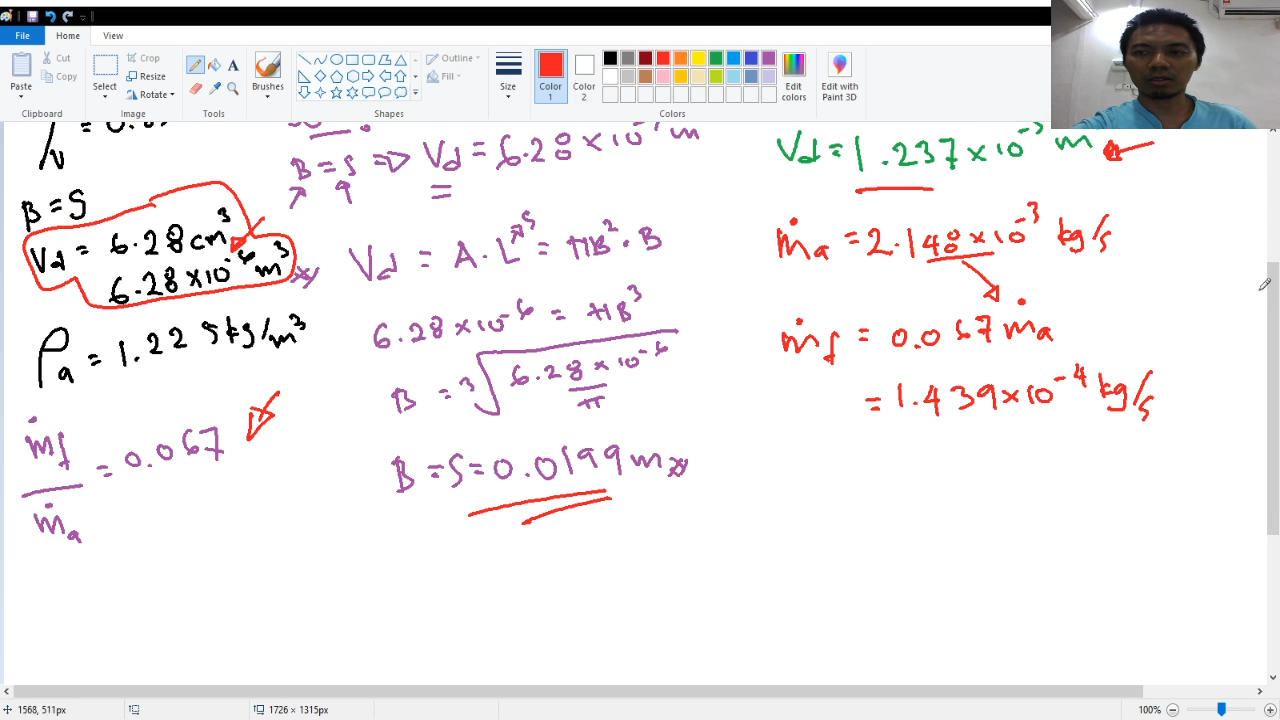 File Home View
Cut
Copy
Paste
Clipboard
Select
Crop
Resize
Rotate
Image
Tools
Brushes
Shapes
Outline
Fill
Size
Color 1
Color 2
Colors
Edit colors
Edit with Paint 3D
B = S
Vd = 6.28 cm³
6.28 × 10⁻⁶ m³
ρa = 1.225 kg/m³
ṁf / ṁa = 0.067
B = S ⇒ Vd = 6.28 × 10
Vd = A · L = πB² · B
6.28 × 10⁻⁶ = πB³
B = ³√(6.28 × 10⁻⁶ / π)
B = S = 0.0199 m
Vd = 1.237 × 10⁻³ m
ṁa = 2.148 × 10⁻³ kg/s
ṁf = 0.067 ṁa
= 1.439 × 10⁻⁴ kg/s
1568, 511px
1726 × 1315px
100%